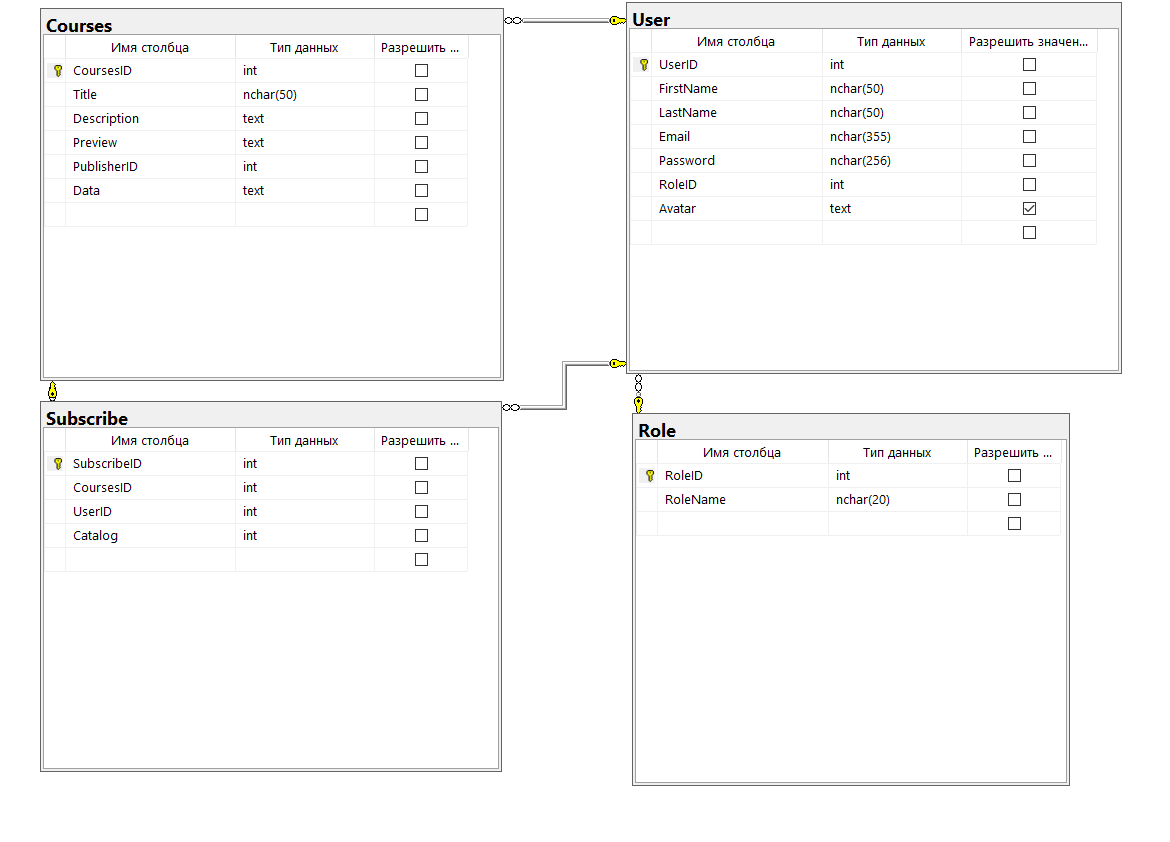 Courses
Имя столбца Тип данных Разрешить ...
CoursesID int
Title nchar(50)
Description text
Preview text
PublisherID int
Data text
User
Имя столбца Тип данных Разрешить значен...
UserID int
FirstName nchar(50)
LastName nchar(50)
Email nchar(355)
Password nchar(256)
RoleID int
Avatar text
Subscribe
Имя столбца Тип данных Разрешить ...
SubscribeID int
CoursesID int
UserID int
Catalog int
Role
Имя столбца Тип данных Разрешить ...
RoleID int
RoleName nchar(20)